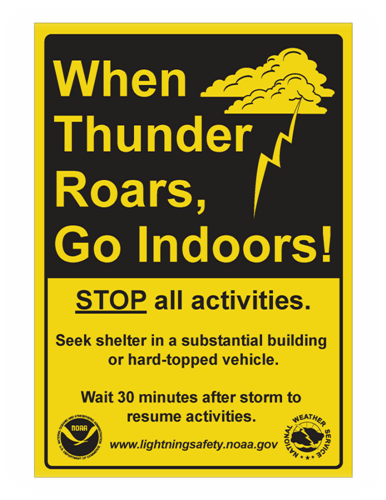 When
Thunder
Roars,
Go Indoors!
STOP all activities.
Seek shelter in a substantial building
or hard-topped vehicle.
Wait 30 minutes after storm to
resume activities.
NOAA
www.lightningsafety.noaa.gov
NATIONAL WEATHER SERVICE